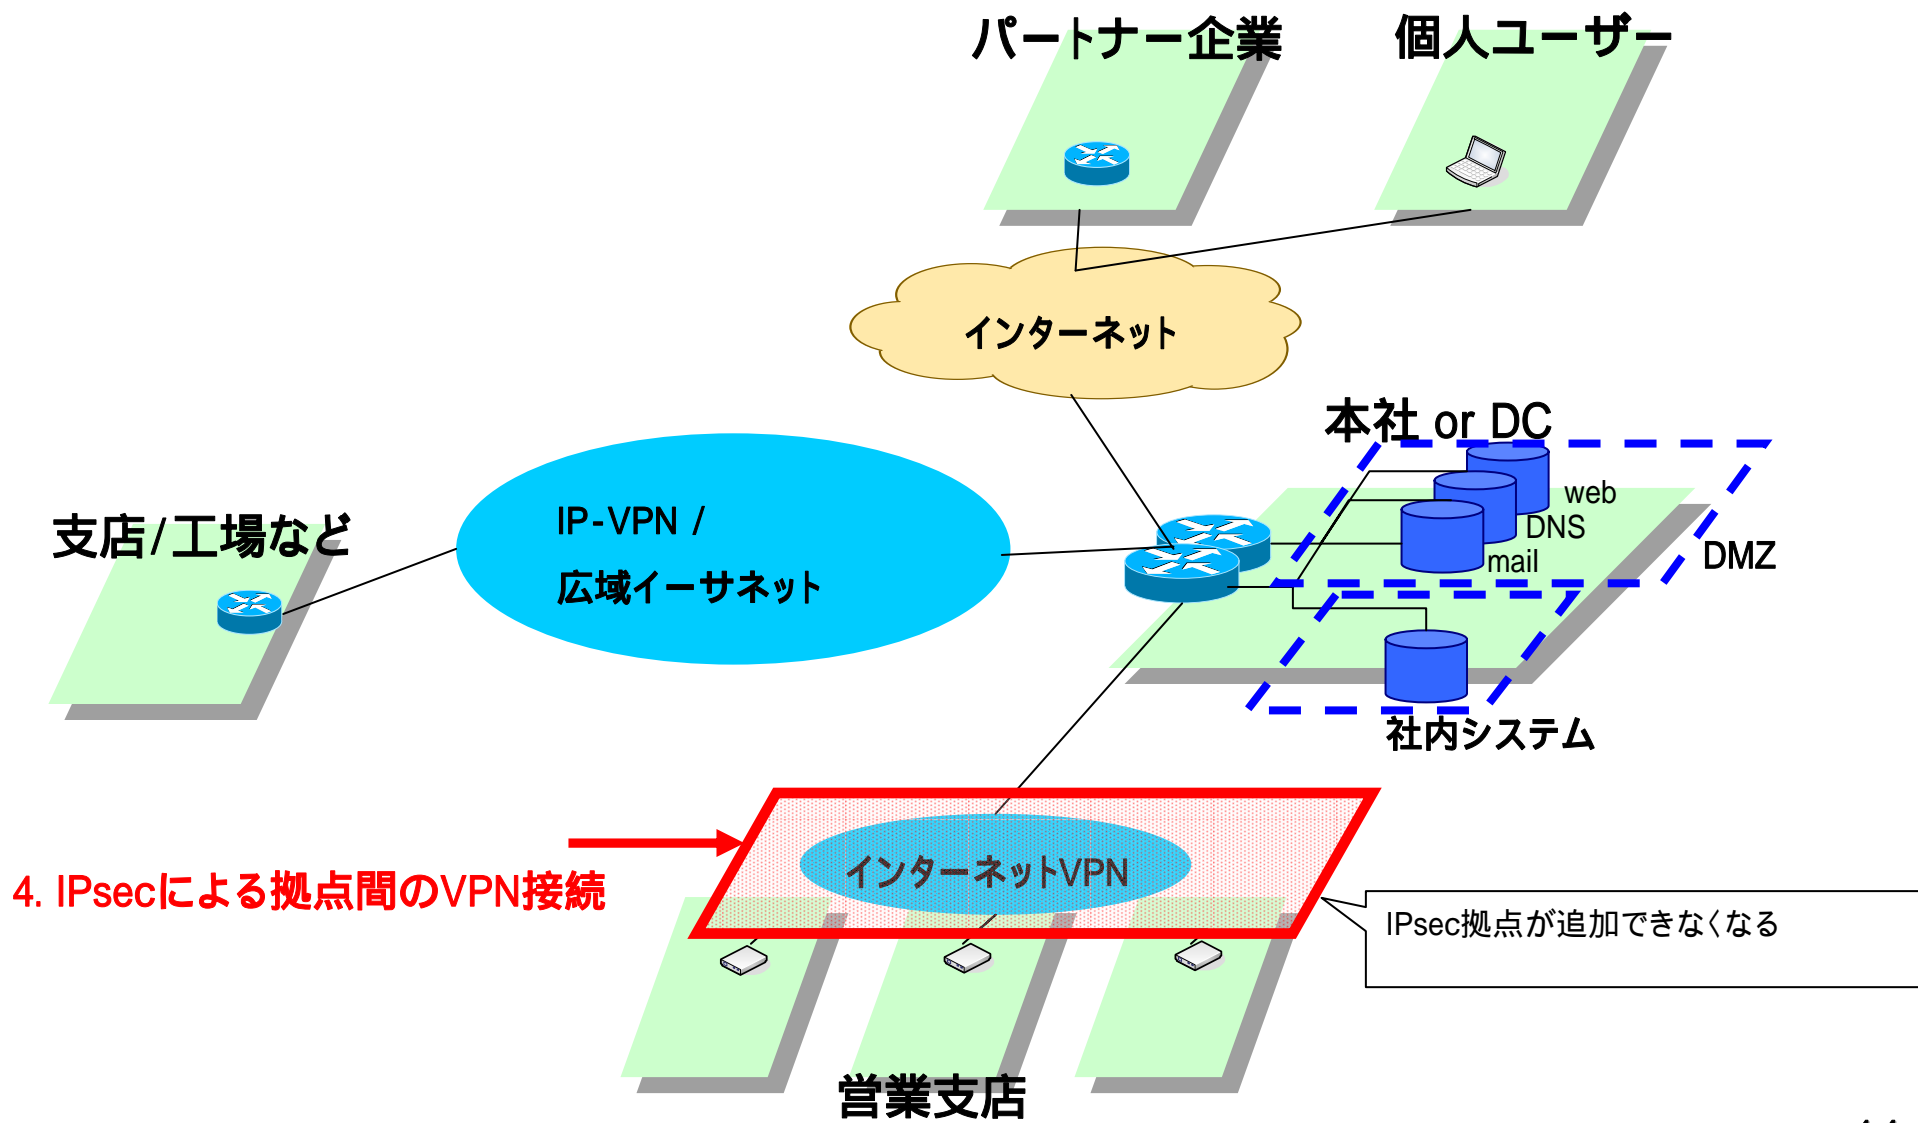 パートナー企業
個人ユーザー
インターネット
本社 or DC
web
DNS
mail
DMZ
IP-VPN /
広域イーサネット
支店/工場など
社内システム
インターネットVPN
4. IPsecによる拠点間のVPN接続
IPsec拠点が追加できなくなる
営業支店